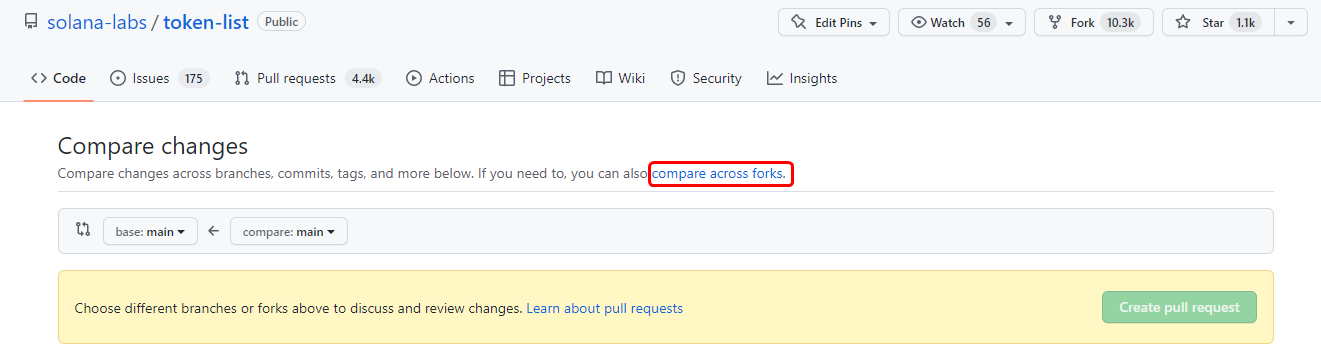 solana-labs / token-list Public Edit Pins Watch 56 Fork 10.3k Star 1.1k
Code Issues 175 Pull requests 4.4k Actions Projects Wiki Security Insights
Compare changes
Compare changes across branches, commits, tags, and more below. If you need to, you can also compare across forks.
base: main compare: main
Choose different branches or forks above to discuss and review changes. Learn about pull requests Create pull request